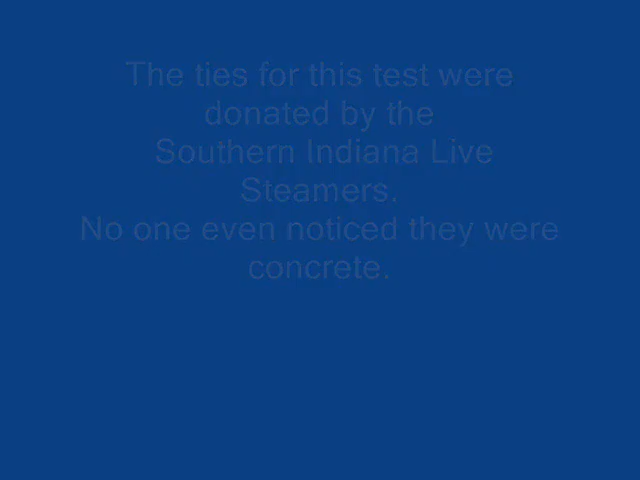 The ties for this test were
donated by the
Southern Indiana Live
Steamers.
No one even noticed they were
concrete.